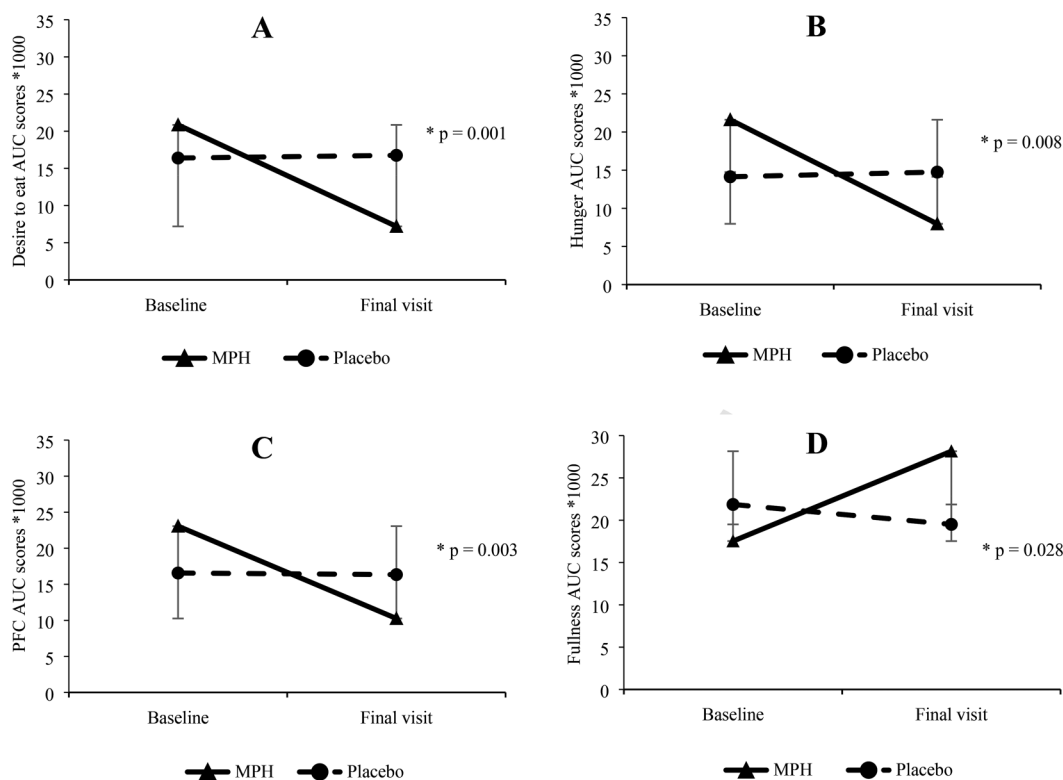 A
Desire to eat AUC scores *1000
35
30
25
20
15
10
5
0
* p = 0.001
Baseline
Final visit
MPH
Placebo
B
Hunger AUC scores *1000
35
30
25
20
15
10
5
0
* p = 0.008
Baseline
Final visit
MPH
Placebo
C
PFC AUC scores *1000
35
30
25
20
15
10
5
0
* p = 0.003
Baseline
Final visit
MPH
Placebo
D
Fullness AUC scores *1000
30
25
20
15
10
5
0
* p = 0.028
Baseline
Final visit
MPH
Placebo